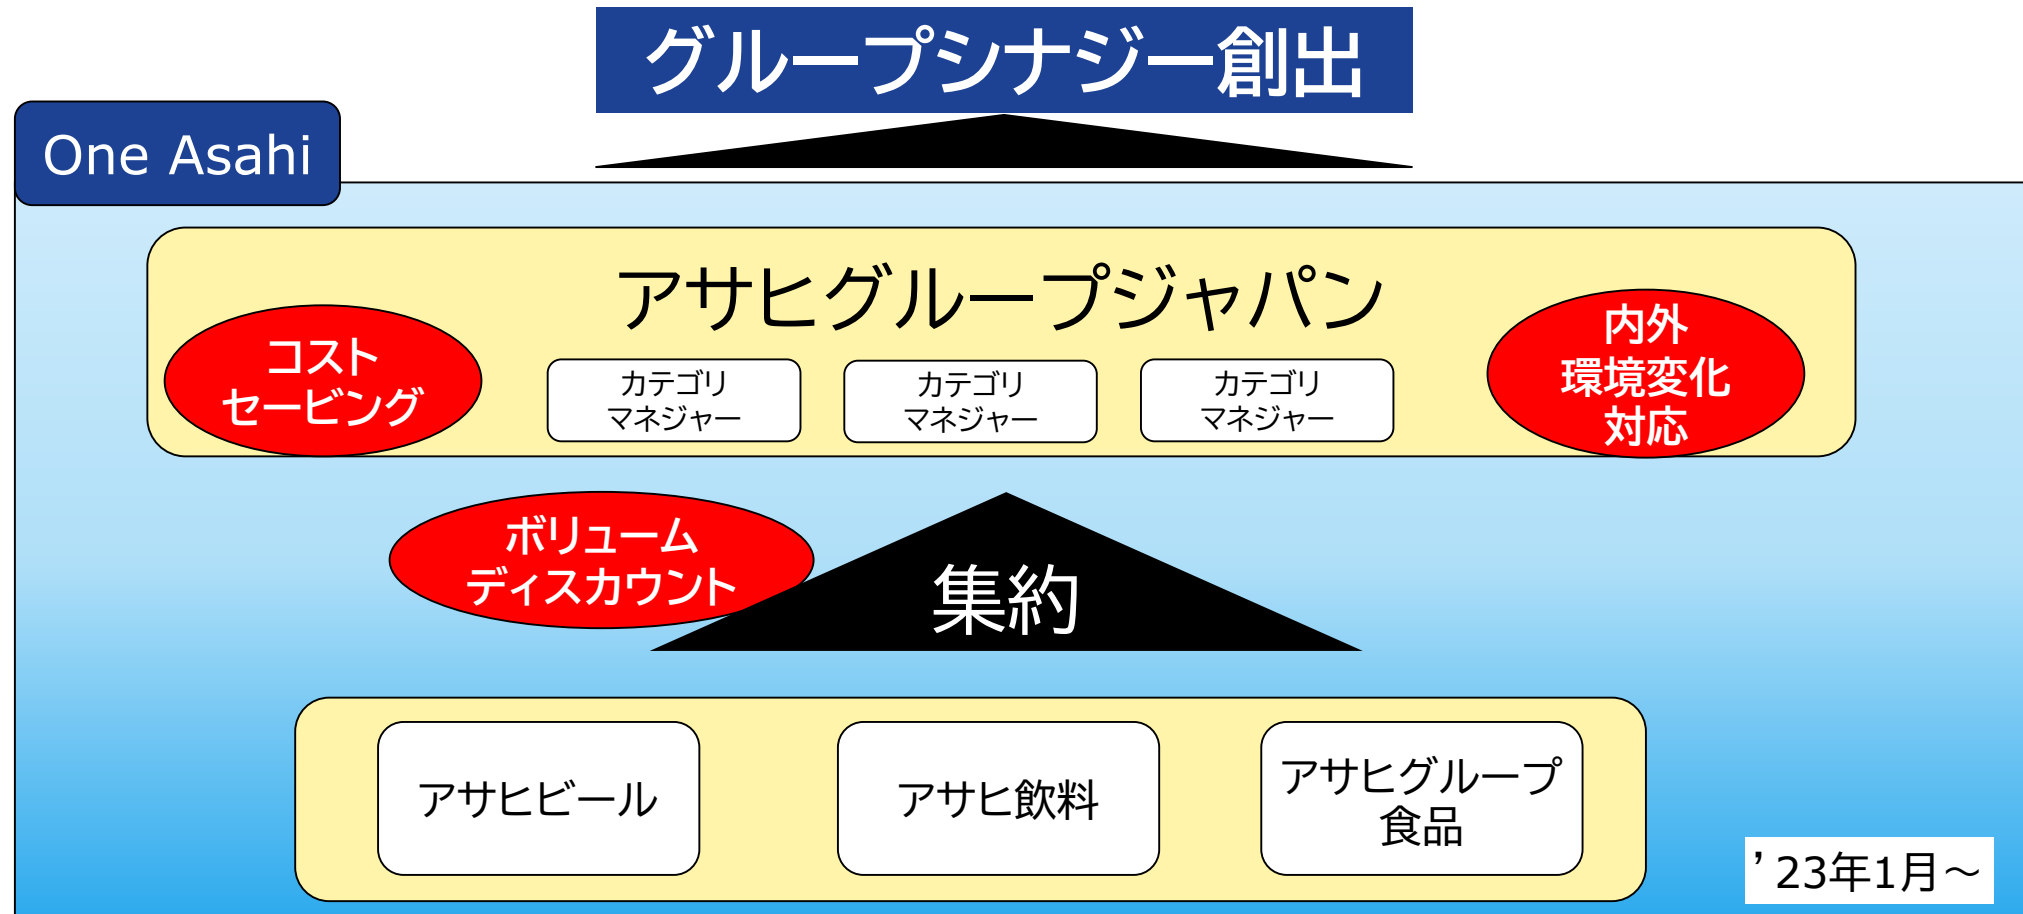 グループシナジー創出
One Asahi
アサヒグループジャパン
コスト
セービング
カテゴリ
マネジャー
カテゴリ
マネジャー
カテゴリ
マネジャー
内外
環境変化
対応
ボリューム
ディスカウント
集約
アサヒビール
アサヒ飲料
アサヒグループ
食品
’23年1月～